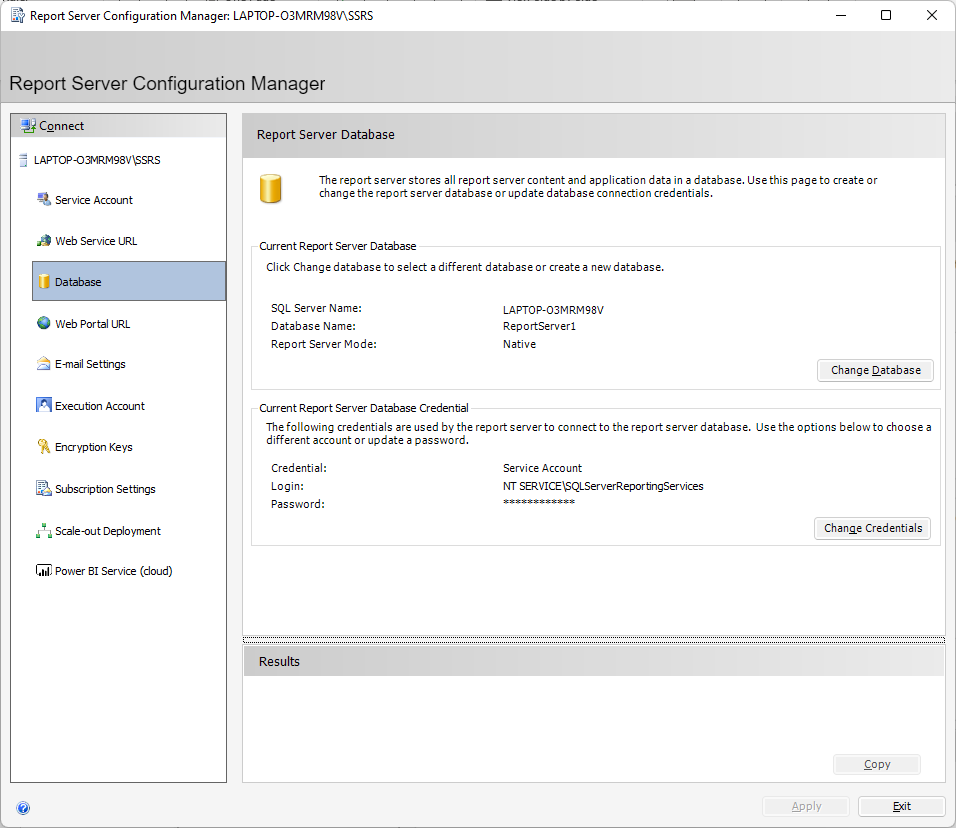 Report Server Configuration Manager: LAPTOP-O3MRM98V\SSRS
Report Server Configuration Manager
Connect
LAPTOP-O3MRM98V\SSRS
Service Account
Web Service URL
Database
Web Portal URL
E-mail Settings
Execution Account
Encryption Keys
Subscription Settings
Scale-out Deployment
Power BI Service (cloud)
Report Server Database
The report server stores all report server content and application data in a database. Use this page to create or
change the report server database or update database connection credentials.
Current Report Server Database
Click Change database to select a different database or create a new database.
SQL Server Name: LAPTOP-O3MRM98V
Database Name: ReportServer1
Report Server Mode: Native
Change Database
Current Report Server Database Credential
The following credentials are used by the report server to connect to the report server database. Use the options below to choose a
different account or update a password.
Credential: Service Account
Login: NT SERVICE\SQLServerReportingServices
Password: ************
Change Credentials
Results
Copy
Apply
Exit